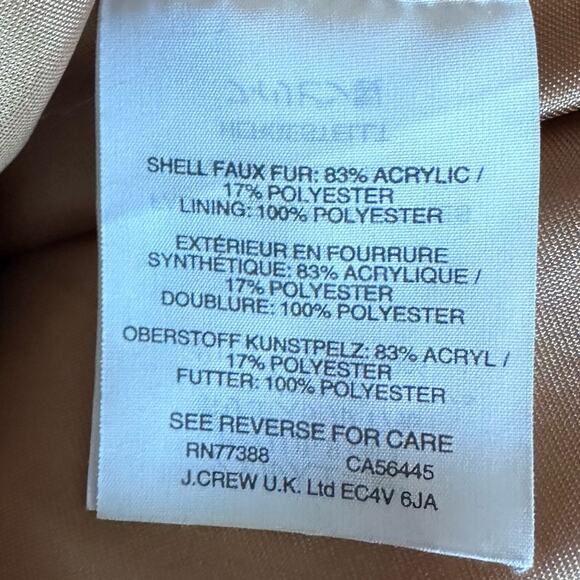 SHELL FAUX FUR: 83% ACRYLIC /
17% POLYESTER
LINING: 100% POLYESTER
EXTÉRIEUR EN FOURRURE
SYNTHÉTIQUE: 83% ACRYLIQUE /
17% POLYESTER
DOUBLURE: 100% POLYESTER
OBERSTOFF KUNSTPELZ: 83% ACRYL /
17% POLYESTER
FUTTER: 100% POLYESTER
SEE REVERSE FOR CARE
RN77388 CA56445
J.CREW U.K. Ltd EC4V 6JA